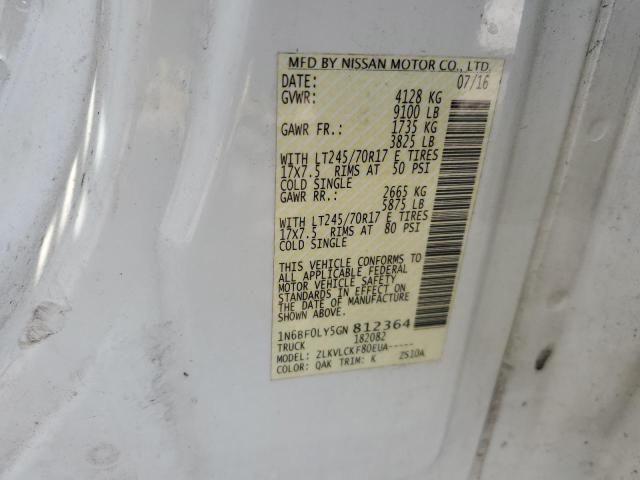 MFD BY NISSAN MOTOR CO., LTD.
DATE: 07/16
GVWR: 4128 KG
9100 LB
GAWR FR.: 1735 KG
3825 LB
WITH LT245/70R17 E TIRES
17X7.5 RIMS AT 50 PSI
COLD SINGLE
GAWR RR.: 2665 KG
5875 LB
WITH LT245/70R17 E TIRES
17X7.5 RIMS AT 80 PSI
COLD SINGLE
THIS VEHICLE CONFORMS TO
ALL APPLICABLE FEDERAL
MOTOR VEHICLE SAFETY
STANDARDS IN EFFECT ON
THE DATE OF MANUFACTURE
SHOWN ABOVE.
1N6BF0LY5GN 812364
TRUCK 182082
MODEL: ZLKVLCKF80EUA-----
COLOR: QAK TRIM: K ZS10A